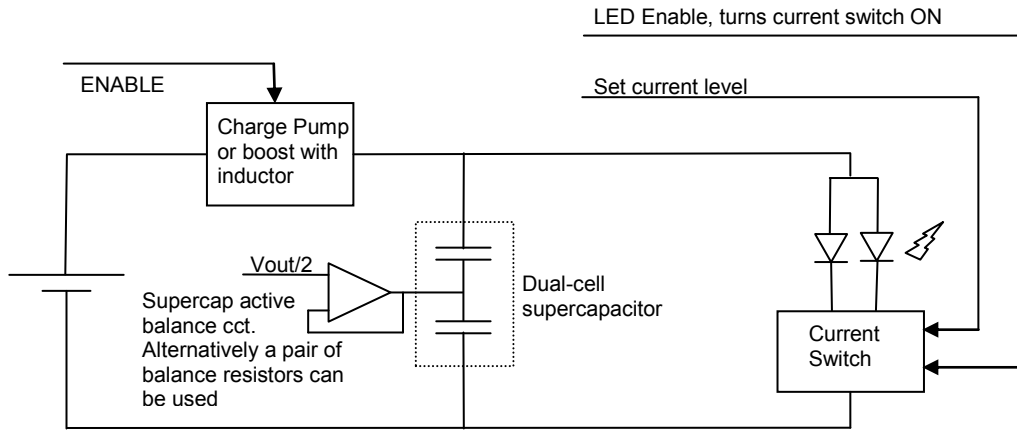 LED Enable, turns current switch ON
ENABLE
Set current level
Charge Pump
or boost with
inductor
Vout/2
Supercap active
balance cct.
Alternatively a pair of
balance resistors can
be used
Dual-cell
supercapacitor
Current
Switch